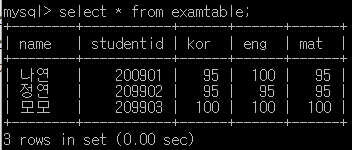 mysql> select * from examtable;
+------+-----------+-----+-----+-----+
| name | studentid | kor | eng | mat |
+------+-----------+-----+-----+-----+
| 나연 | 200901 | 95 | 100 | 95 |
| 정연 | 209902 | 95 | 95 | 95 |
| 모모 | 209903 | 100 | 100 | 100 |
+------+-----------+-----+-----+-----+
3 rows in set (0.00 sec)